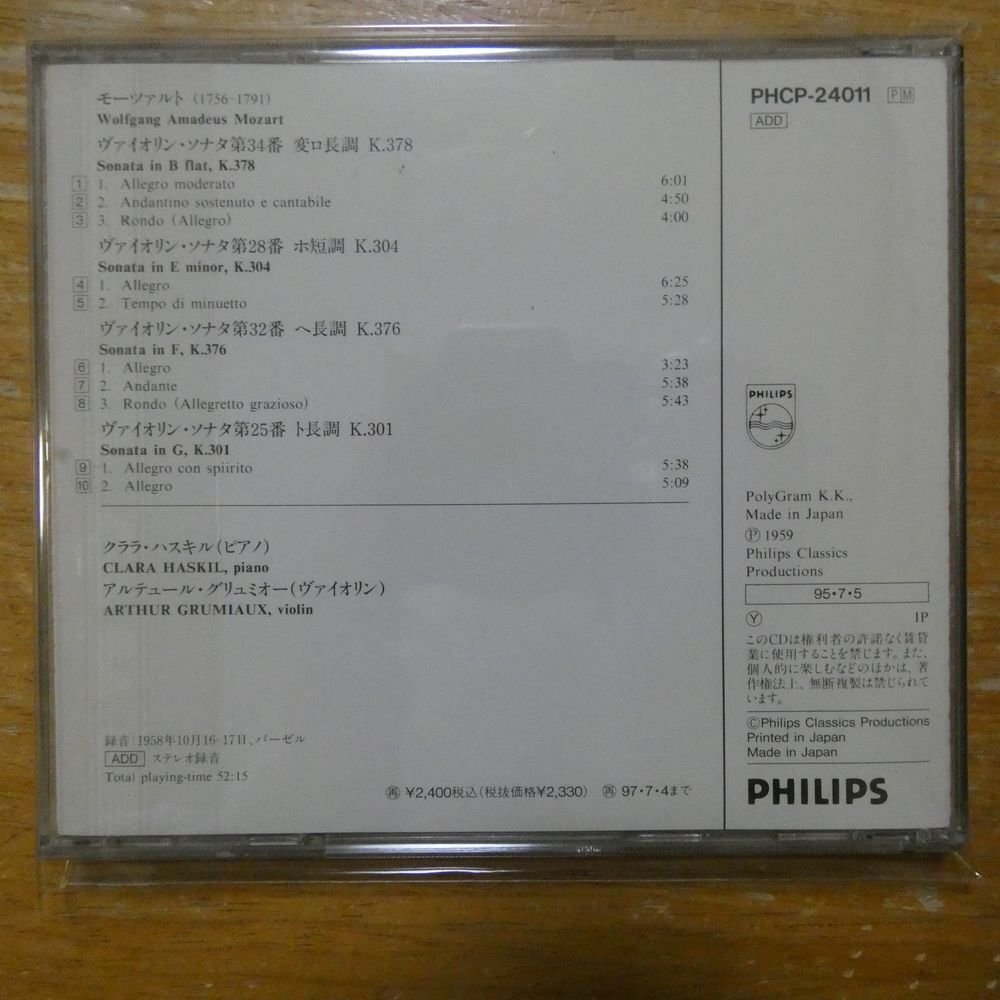 モーツァルト (1756-1791)
Wolfgang Amadeus Mozart
ヴァイオリン・ソナタ第34番 変ロ長調 K.378
Sonata in B flat, K.378
1 1. Allegro moderato 6:01
2 2. Andantino sostenuto e cantabile 4:50
3 3. Rondo (Allegro) 4:00
ヴァイオリン・ソナタ第28番 ホ短調 K.304
Sonata in E minor, K.304
4 1. Allegro 6:25
5 2. Tempo di minuetto 5:28
ヴァイオリン・ソナタ第32番 ヘ長調 K.376
Sonata in F, K.376
6 1. Allegro 3:23
7 2. Andante 5:38
8 3. Rondo (Allegretto grazioso) 5:43
ヴァイオリン・ソナタ第25番 ト長調 K.301
Sonata in G, K.301
9 1. Allegro con spiirito 5:38
10 2. Allegro 5:09
クララ・ハスキル(ピアノ)
CLARA HASKIL, piano
アルテュール・グリュミオー(ヴァイオリン)
ARTHUR GRUMIAUX, violin
録音:1958年10月16-17日、バーゼル
ADD ステレオ録音
Total playing-time 52:15
再 ¥2,400税込(税抜価格¥2,330) 再 97・7・4まで
PHCP-24011 PM
ADD
PHILIPS
PolyGram K.K.,
Made in Japan
Ⓟ 1959
Philips Classics
Productions
95・7・5
Ⓨ 1P
このCDは権利者の許諾なく賃貸
業に使用することを禁じます。また、
個人的に楽しむなどのほかは、著
作権法上、無断複製は禁じられて
います。
©Philips Classics Productions
Printed in Japan
Made in Japan
PHILIPS